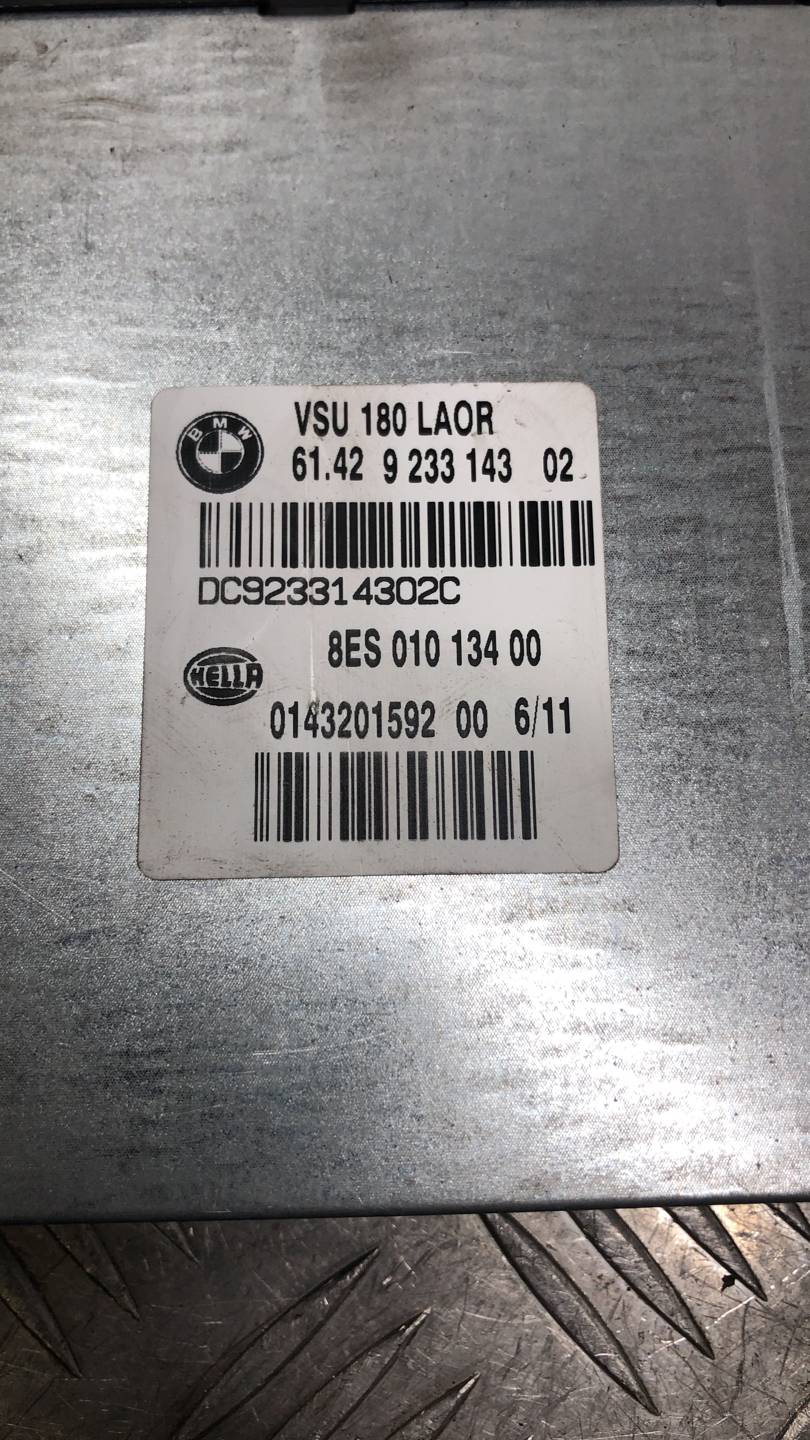 BMW
VSU 180 LAOR
61.42 9 233 143 02
DC923314302C
HELLA
8ES 010 134 00
0143201592 00 6/11